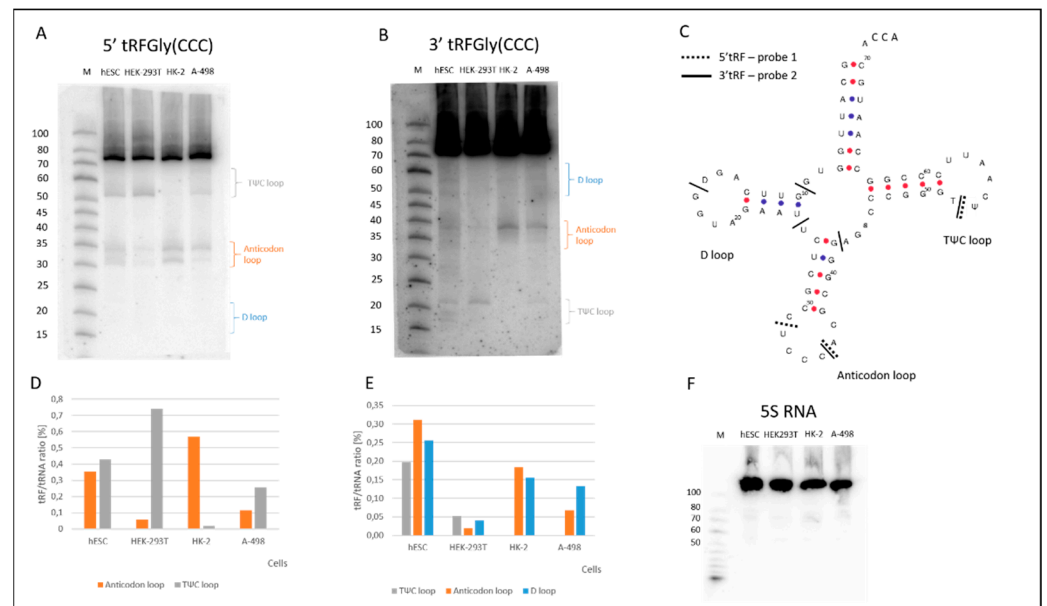 A
5' tRFGly(CCC)
M hESC HEK-293T HK-2 A-498
100
80
70
60
50
45
40
35
30
25
20
15
TΨC loop
Anticodon
loop
D loop
B
3' tRFGly(CCC)
M hESC HEK-293T HK-2 A-498
100
80
70
60
50
45
40
35
30
25
20
15
D loop
Anticodon
loop
TΨC loop
C
5'tRF – probe 1
3'tRF – probe 2
A C C A
D loop
TΨC loop
Anticodon loop
D
tRF/tRNA ratio [%]
0,8
0,7
0,6
0,5
0,4
0,3
0,2
0,1
0
hESC HEK-293T HK-2 A-498
Cells
Anticodon loop TΨC loop
E
tRF/tRNA ratio [%]
0,35
0,30
0,25
0,20
0,15
0,10
0,05
0,00
hESC HEK-293T HK-2 A-498
Cells
TΨC loop Anticodon loop D loop
F
5S RNA
M hESC HEK293T HK-2 A-498
100
80
70
60
50